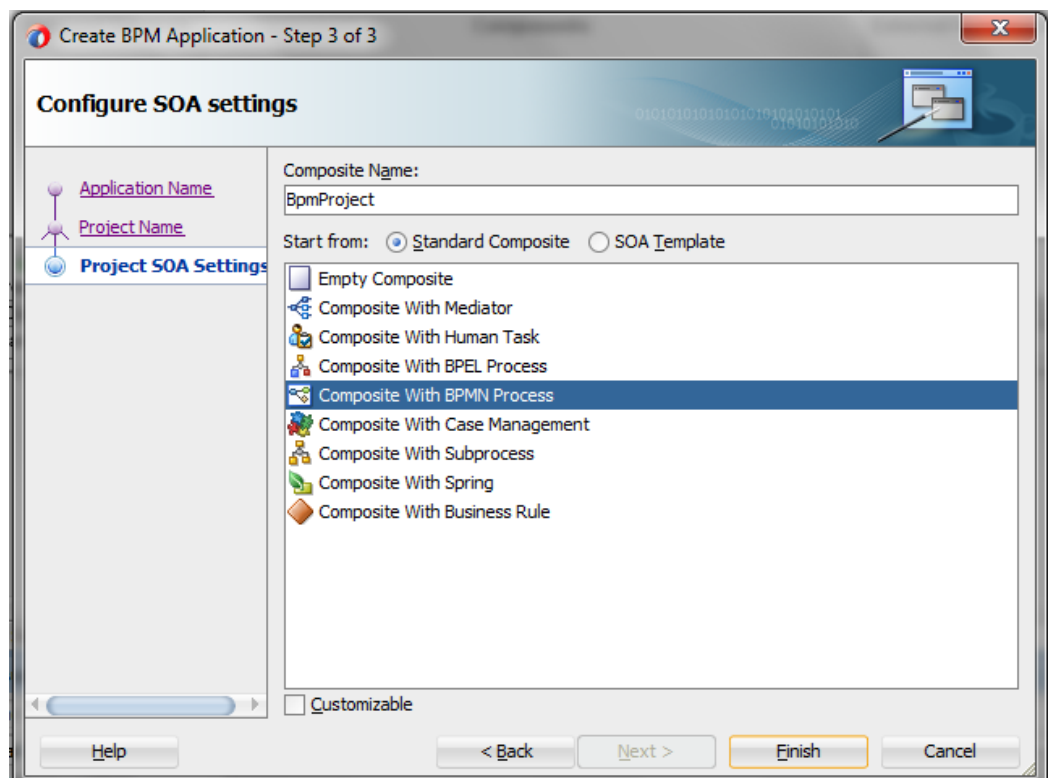 Create BPM Application - Step 3 of 3
Configure SOA settings
Application Name
Project Name
Project SOA Settings
Composite Name:
BpmProject
Start from: Standard Composite SOA Template
Empty Composite
Composite With Mediator
Composite With Human Task
Composite With BPEL Process
Composite With BPMN Process
Composite With Case Management
Composite With Subprocess
Composite With Spring
Composite With Business Rule
Customizable
Help < Back Next > Finish Cancel